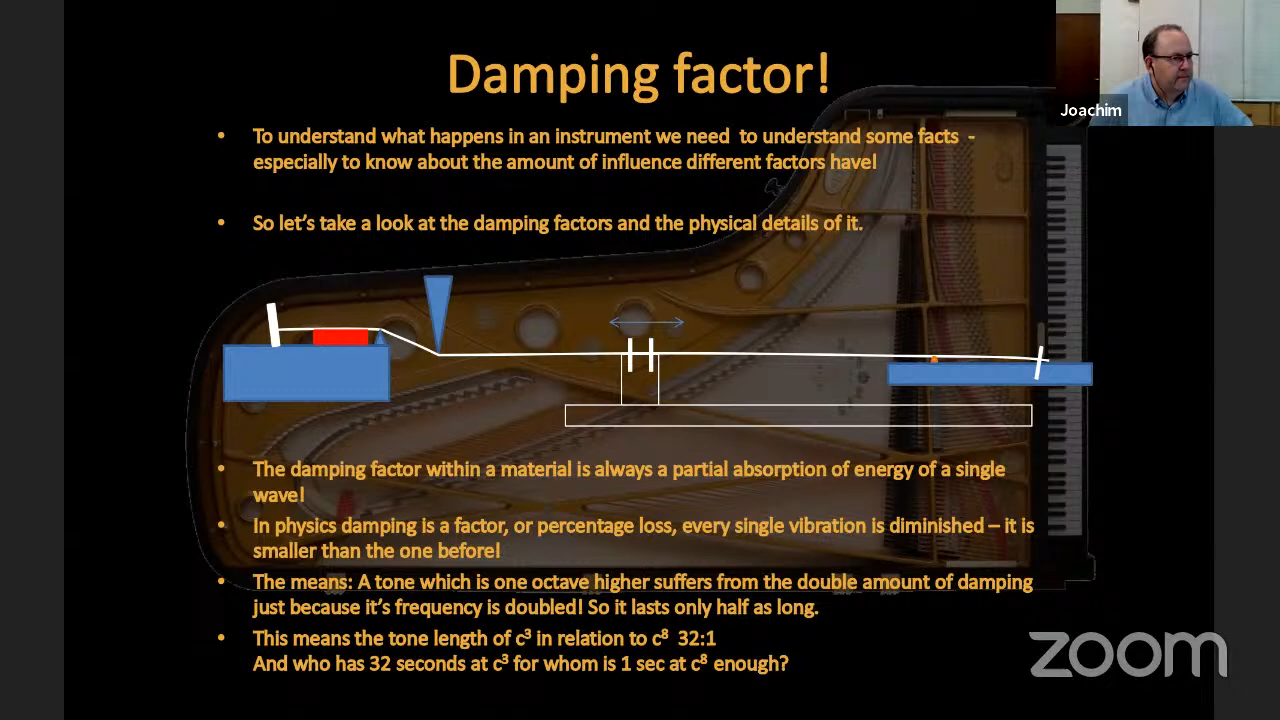 Damping factor!
Joachim
• To understand what happens in an instrument we need to understand some facts -
especially to know about the amount of influence different factors have!
• So let's take a look at the damping factors and the physical details of it.
• The damping factor within a material is always a partial absorption of energy of a single
wave!
• In physics damping is a factor, or percentage loss, every single vibration is diminished – it is
smaller than the one before!
• The means: A tone which is one octave higher suffers from the double amount of damping
just because it's frequency is doubled! So it lasts only half as long.
• This means the tone length of c³ in relation to c⁸ 32:1
And who has 32 seconds at c³ for whom is 1 sec at c⁸ enough?
zoom